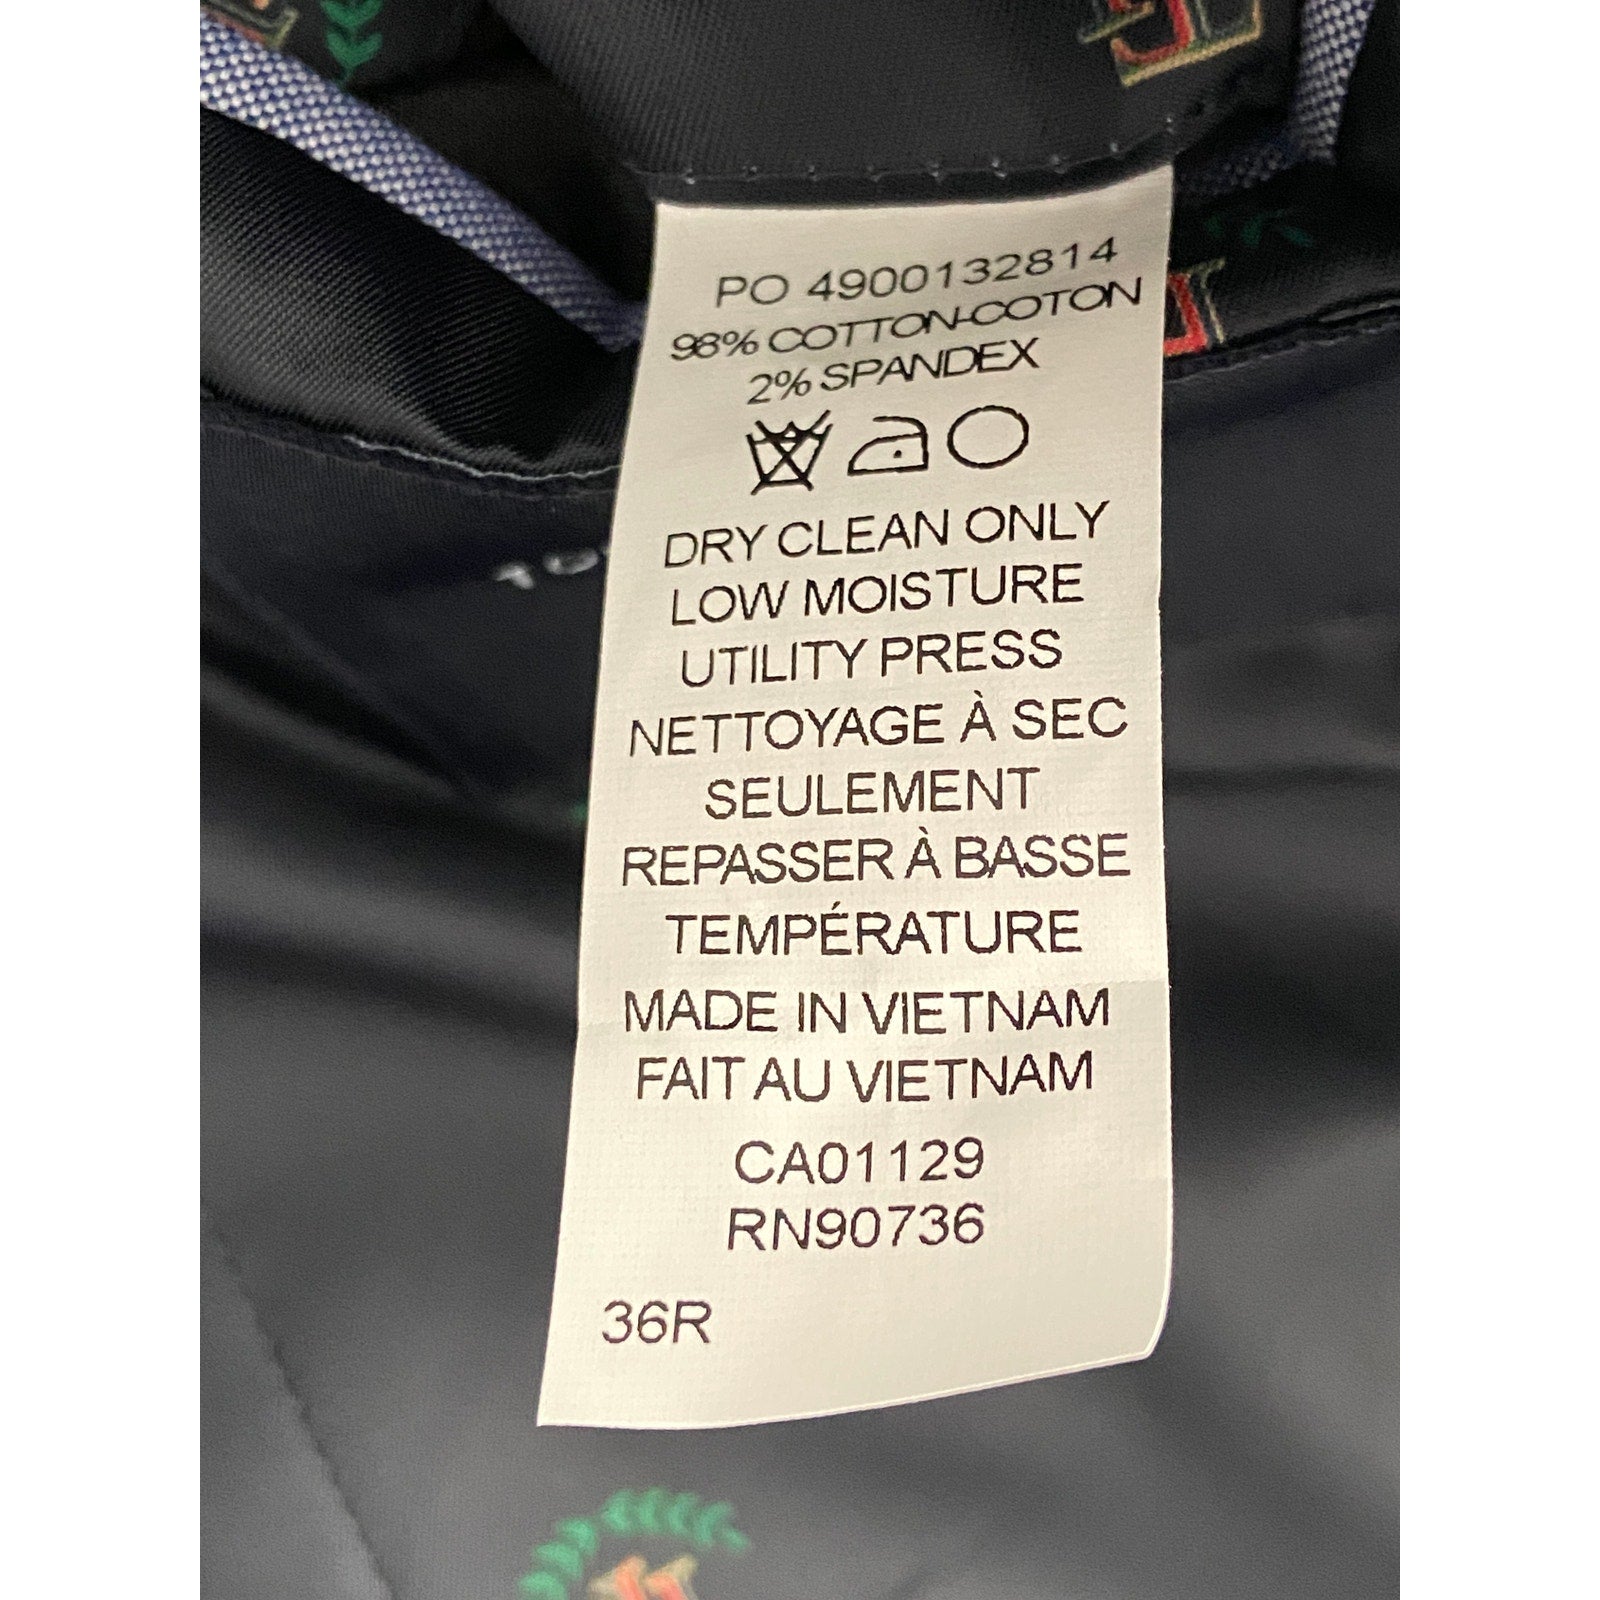 PO 4900132814
98% COTTON-COTON
2% SPANDEX
DRY CLEAN ONLY
LOW MOISTURE
UTILITY PRESS
NETTOYAGE À SEC
SEULEMENT
REPASSER À BASSE
TEMPÉRATURE
MADE IN VIETNAM
FAIT AU VIETNAM
CA01129
RN90736
36R